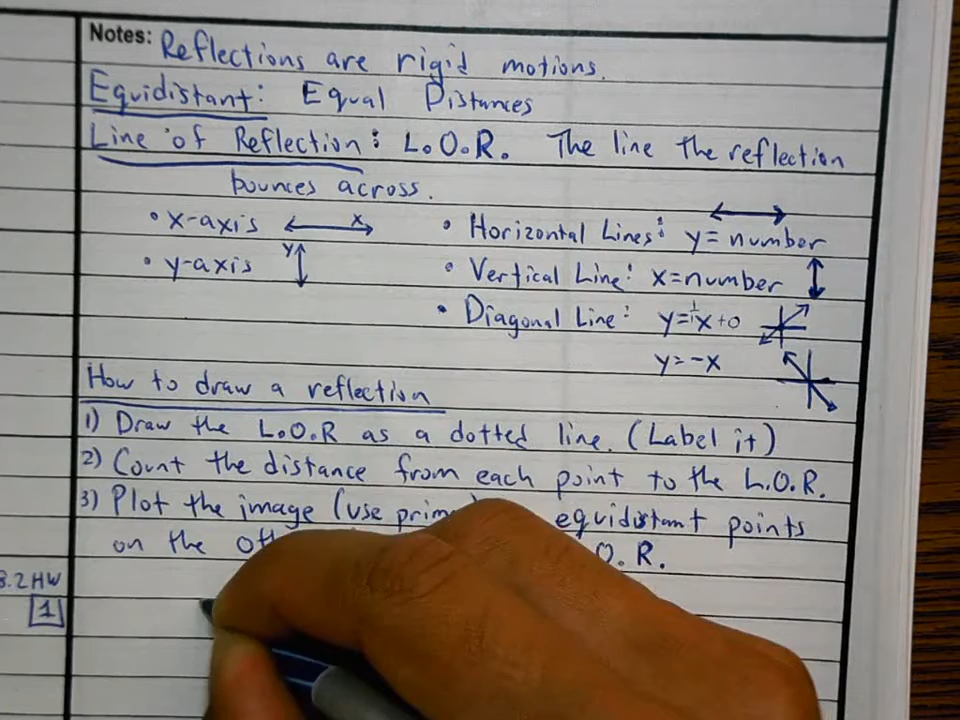 Notes: Reflections are rigid motions.
Equidistant: Equal Distances
Line of Reflection: L.O.R. The line the reflection
bounces across.
• x-axis x
• y-axis y
• Horizontal Lines: y=number
• Vertical Line: x=number
• Diagonal Line: y=1/1x+0
y=-x
How to draw a reflection
1) Draw the L.O.R as a dotted line. (Label it)
2) Count the distance from each point to the L.O.R.
3) Plot the image (use equidistant points
on the O.R.
3.2 HW
1